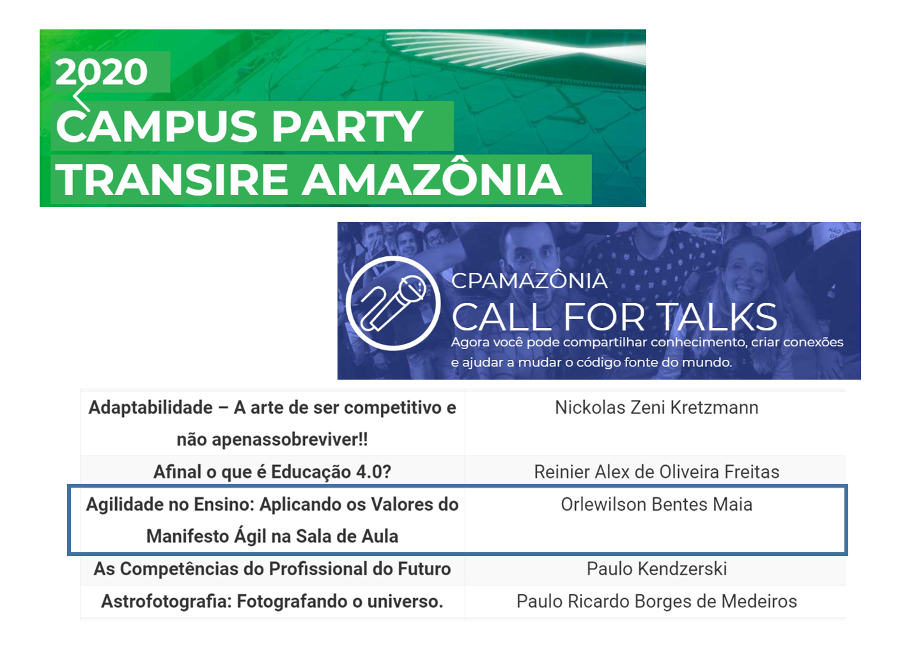 2020
CAMPUS PARTY
TRANSIRE AMAZÔNIA
CPAMAZÔNIA
CALL FOR TALKS
Agora você pode compartilhar conhecimento, criar conexões
e ajudar a mudar o código fonte do mundo.
Adaptabilidade – A arte de ser competitivo e
não apenassobreviver!!
Nickolas Zeni Kretzmann
Afinal o que é Educação 4.0?
Reinier Alex de Oliveira Freitas
Agilidade no Ensino: Aplicando os Valores do
Manifesto Ágil na Sala de Aula
Orlewilson Bentes Maia
As Competências do Profissional do Futuro
Paulo Kendzerski
Astrofotografia: Fotografando o universo.
Paulo Ricardo Borges de Medeiros